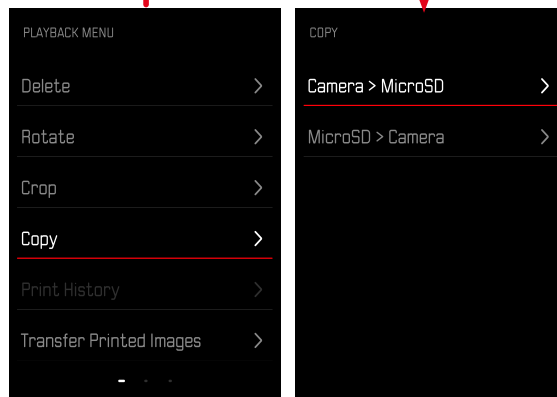 PLAYBACK MENU
Delete
Rotate
Crop
Copy
Print History
Transfer Printed Images
COPY
Camera > MicroSD
MicroSD > Camera